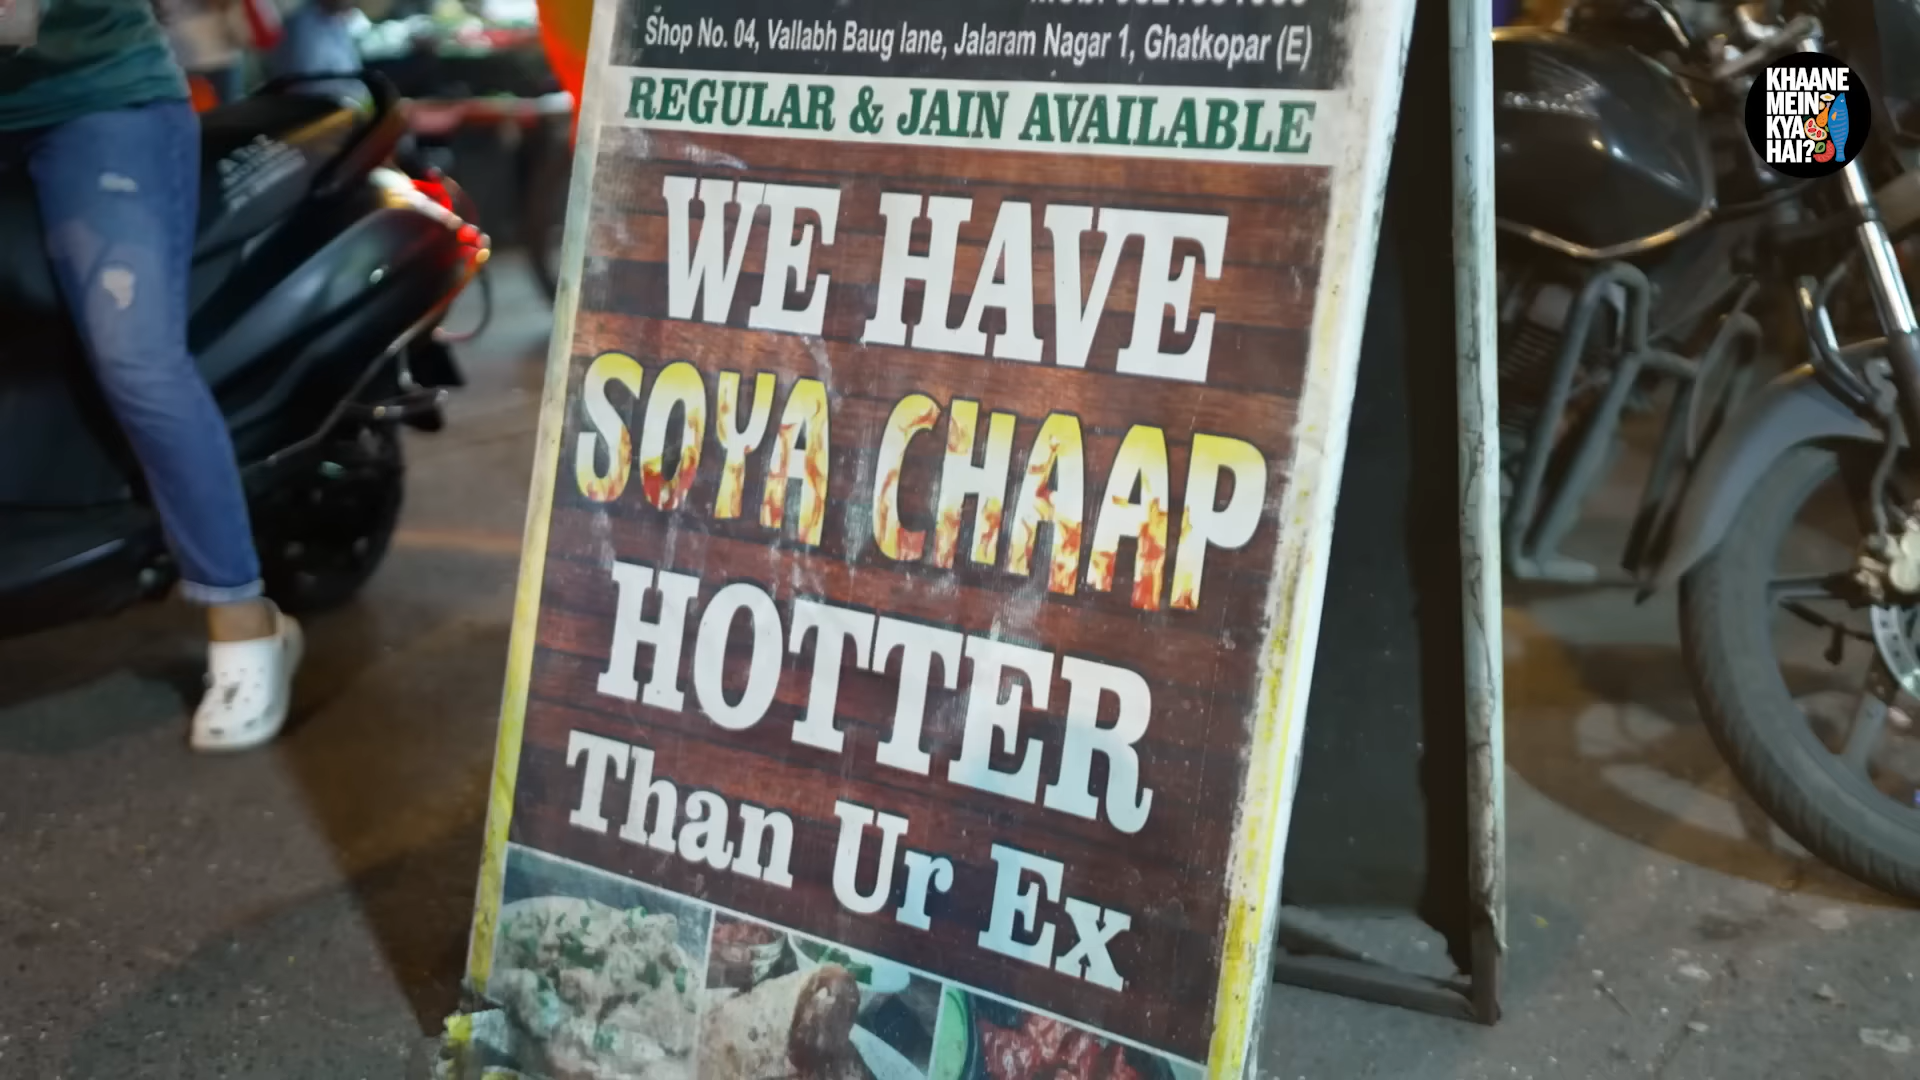 Shop No. 04, Vallabh Baug lane, Jalaram Nagar 1, Ghatkopar (E)
REGULAR & JAIN AVAILABLE
WE HAVE
SOYA CHAAP
HOTTER
Than Ur Ex
KHAANE
MEIN
KYA
HAI?